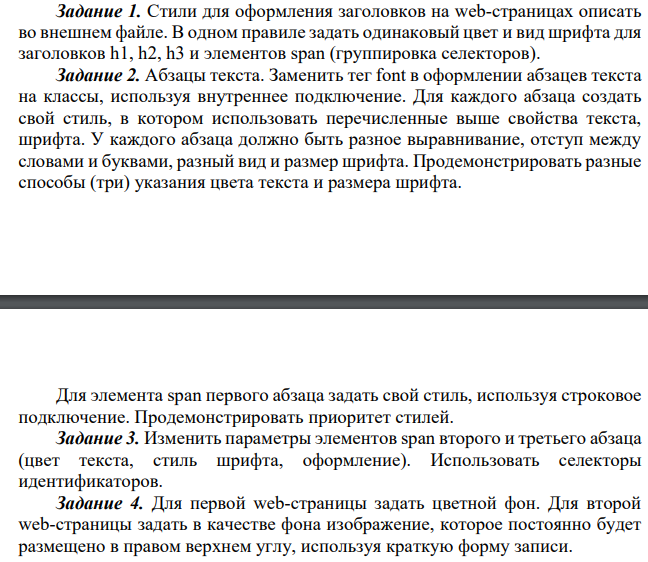 Задание 1. Стили для оформления заголовков на web-страницах описать
во внешнем файле. В одном правиле задать одинаковый цвет и вид шрифта для
заголовков h1, h2, h3 и элементов span (группировка селекторов).
Задание 2. Абзацы текста. Заменить тег font в оформлении абзацев текста
на классы, используя внутреннее подключение. Для каждого абзаца создать
свой стиль, в котором использовать перечисленные выше свойства текста,
шрифта. У каждого абзаца должно быть разное выравнивание, отступ между
словами и буквами, разный вид и размер шрифта. Продемонстрировать разные
способы (три) указания цвета текста и размера шрифта.
Для элемента span первого абзаца задать свой стиль, используя строковое
подключение. Продемонстрировать приоритет стилей.
Задание 3. Изменить параметры элементов span второго и третьего абзаца
(цвет текста, стиль шрифта, оформление). Использовать селекторы
идентификаторов.
Задание 4. Для первой web-страницы задать цветной фон. Для второй
web-страницы задать в качестве фона изображение, которое постоянно будет
размещено в правом верхнем углу, используя краткую форму записи.